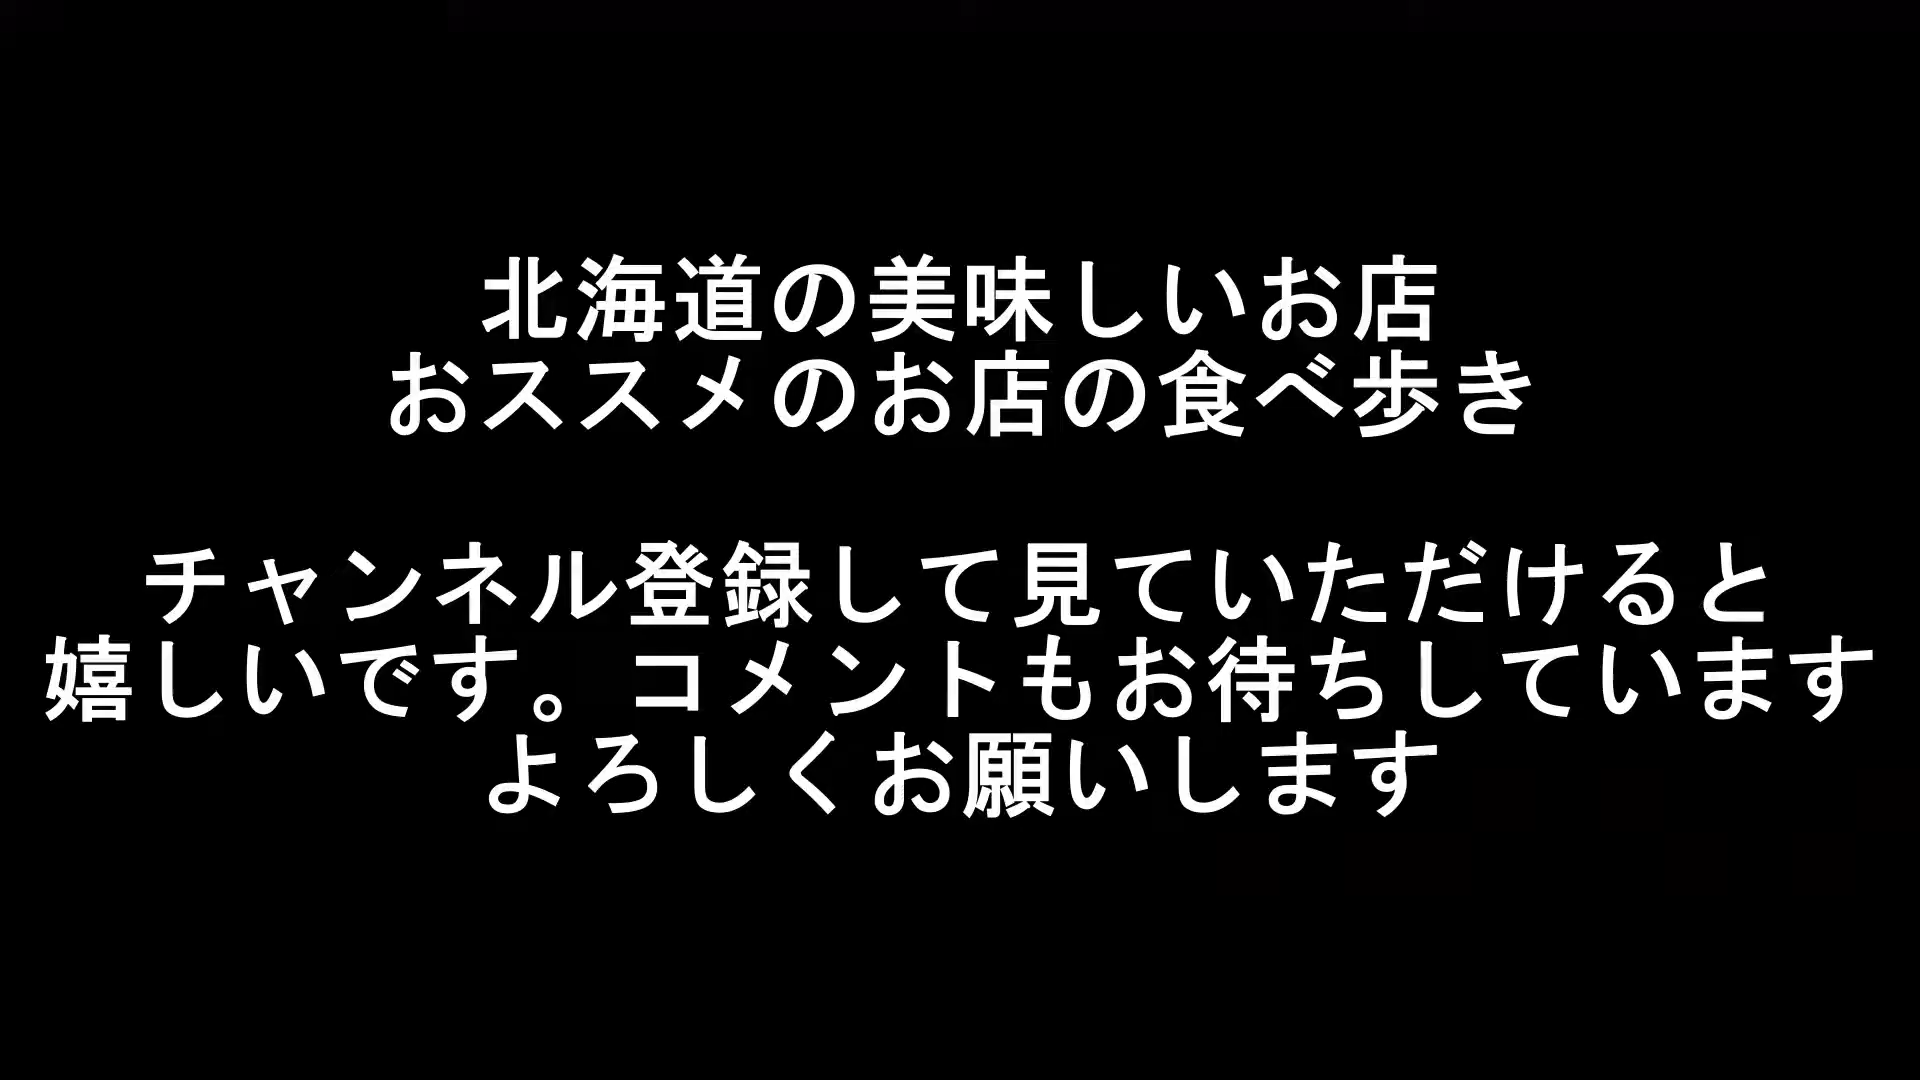 北海道の美味しいお店
おススメのお店の食べ歩き
チャンネル登録して見ていただけると
嬉しいです。コメントもお待ちしています
よろしくお願いします